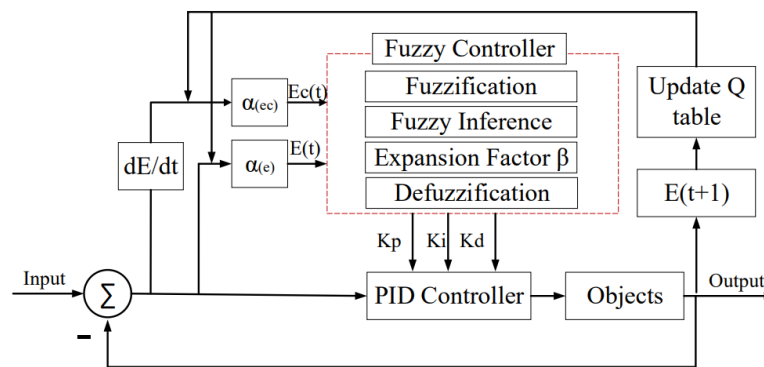 Fuzzy Controller
Fuzzification
Fuzzy Inference
Expansion Factor β
Defuzzification
α(ec)
Ec(t)
α(e)
E(t)
dE/dt
Update Q
table
E(t+1)
Kp Ki Kd
Input
Σ
PID Controller
Objects
Output
−